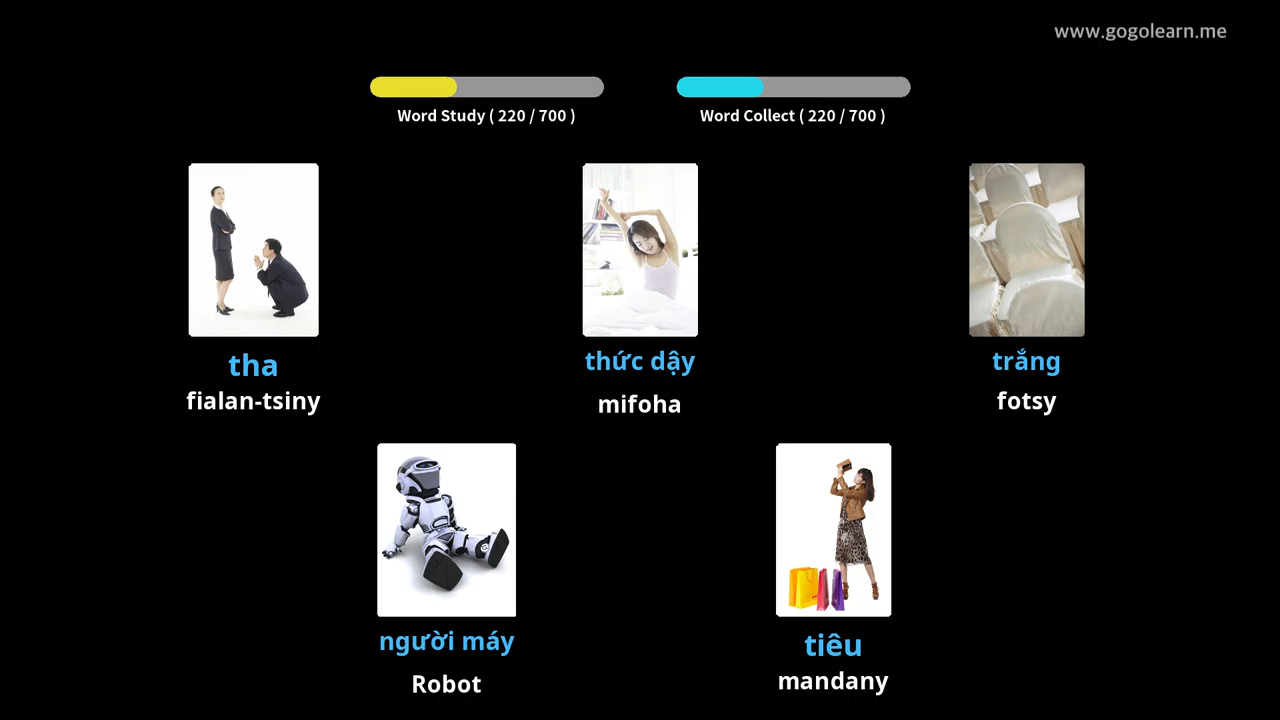 www.gogolearn.me
Word Study ( 220 / 700 )
Word Collect ( 220 / 700 )
tha
fialan-tsiny
thức dậy
mifoha
trắng
fotsy
người máy
Robot
tiêu
mandany